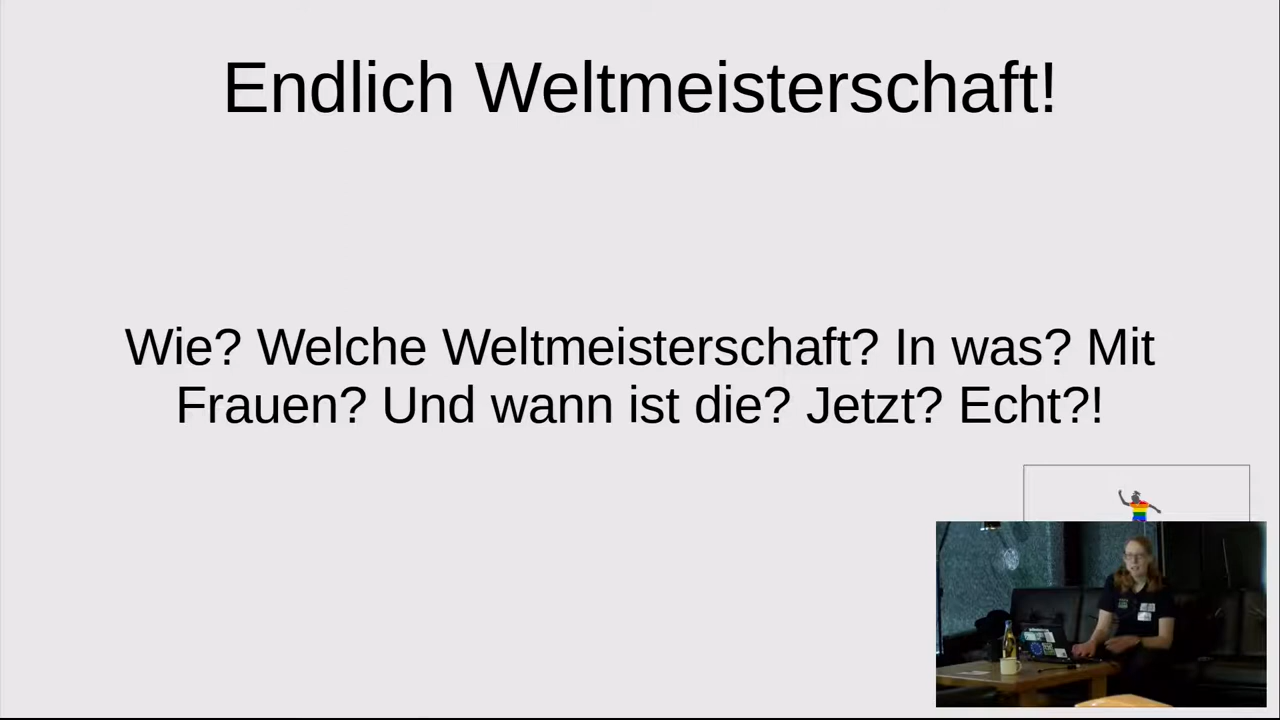 Endlich Weltmeisterschaft!
Wie? Welche Weltmeisterschaft? In was? Mit
Frauen? Und wann ist die? Jetzt? Echt?!